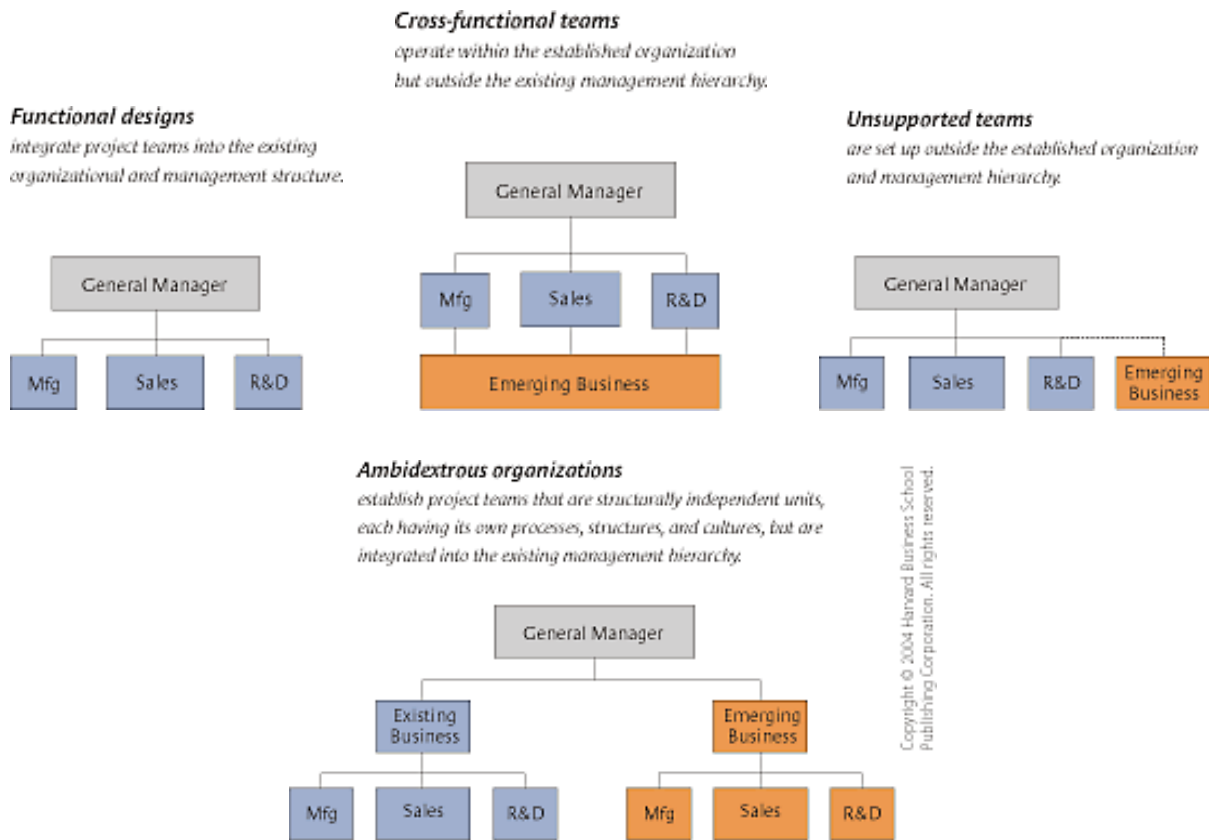 Cross-functional teams
operate within the established organization
but outside the existing management hierarchy.
Functional designs
integrate project teams into the existing
organizational and management structure.
Unsupported teams
are set up outside the established organization
and management hierarchy.
General Manager
Mfg
Sales
R&D
Emerging Business
General Manager
Mfg
Sales
R&D
General Manager
Mfg
Sales
R&D
Emerging
Business
Ambidextrous organizations
establish project teams that are structurally independent units,
each having its own processes, structures, and cultures, but are
integrated into the existing management hierarchy.
General Manager
Existing
Business
Emerging
Business
Mfg
Sales
R&D
Mfg
Sales
R&D
Copyright © 2004 Harvard Business School
Publishing Corporation. All rights reserved.